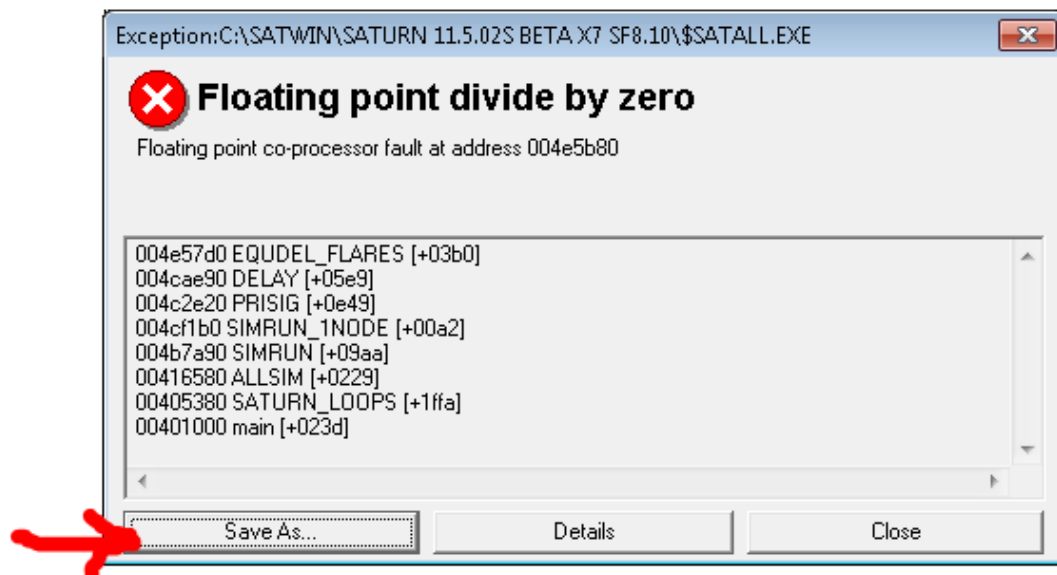 Exception:C:\SATWIN\SATURN 11.5.02S BETA X7 SF8.10\$SATALL.EXE
Floating point divide by zero
Floating point co-processor fault at address 004e5b80
004e57d0 EQUDEL_FLARES [+03b0]
004cae90 DELAY [+05e9]
004c2e20 PRISIG [+0e49]
004cf1b0 SIMRUN_1NODE [+00a2]
004b7a90 SIMRUN [+09aa]
00416580 ALLSIM [+0229]
00405380 SATURN_LOOPS [+1ffa]
00401000 main [+023d]
Save As...
Details
Close